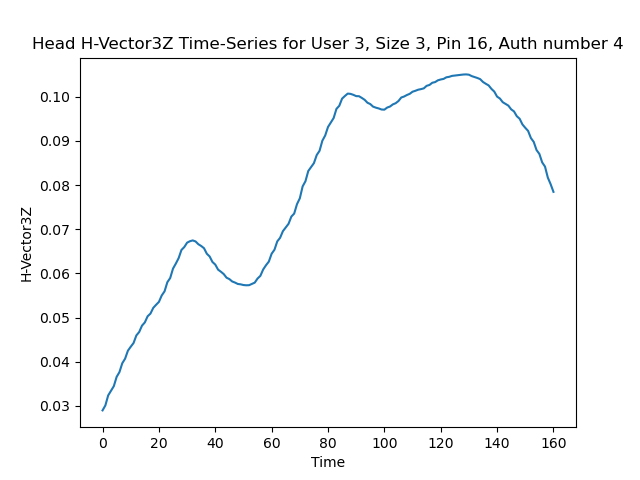 Head H-Vector3Z Time-Series for User 3, Size 3, Pin 16, Auth number 4
H-Vector3Z
0.10
0.09
0.08
0.07
0.06
0.05
0.04
0.03
0 20 40 60 80 100 120 140 160
Time